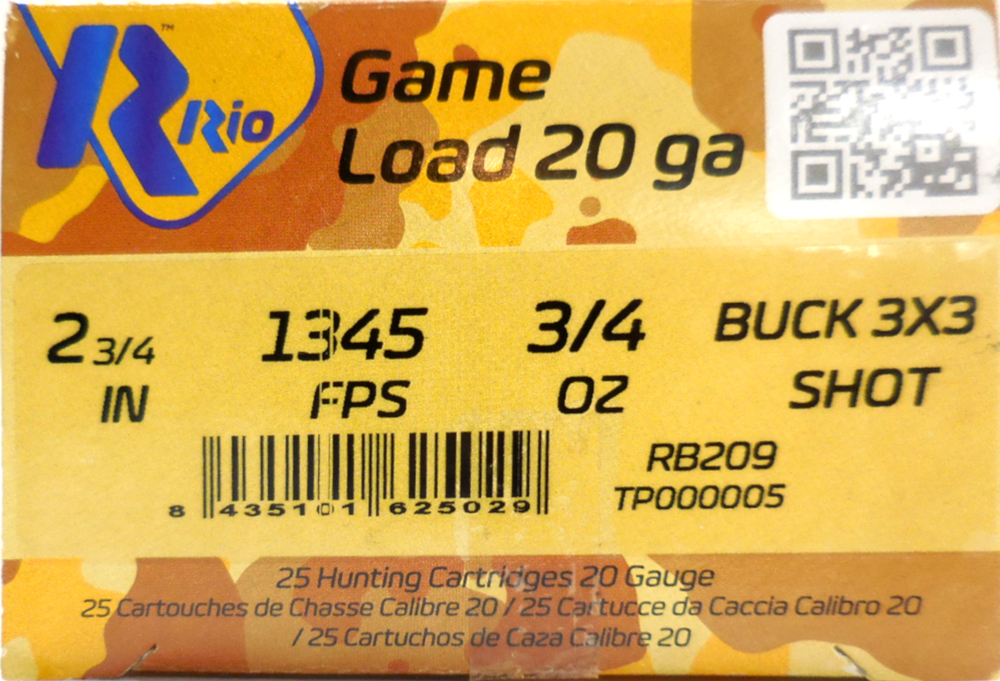 Rio™
Game
Load 20 ga
2 3/4 IN
1345 FPS
3/4 OZ
BUCK 3X3 SHOT
8 435101 625029
RB209
TP000005
25 Hunting Cartridges 20 Gauge
25 Cartouches de Chasse Calibre 20 / 25 Cartucce da Caccia Calibro 20
/ 25 Cartuchos de Caza Calibre 20